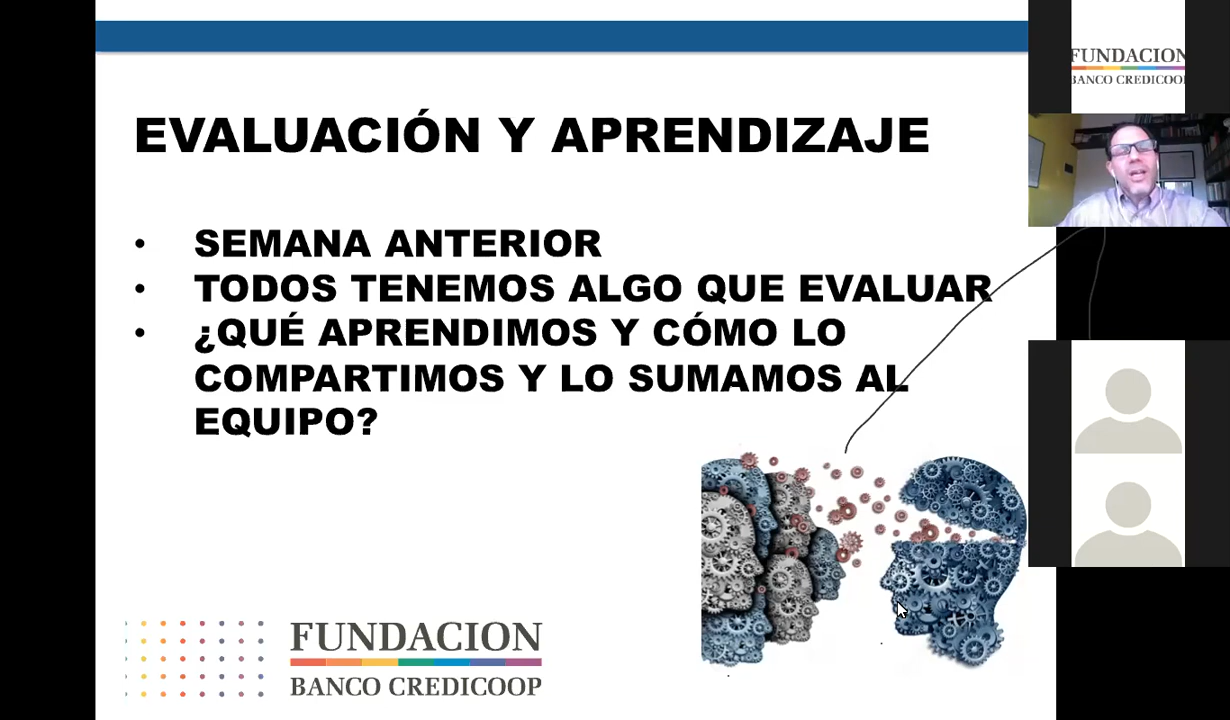 EVALUACIÓN Y APRENDIZAJE
• SEMANA ANTERIOR
• TODOS TENEMOS ALGO QUE EVALUAR
• ¿QUÉ APRENDIMOS Y CÓMO LO
COMPARTIMOS Y LO SUMAMOS AL
EQUIPO?
FUNDACION
BANCO CREDICOOP
FUNDACION
BANCO CREDICOOP